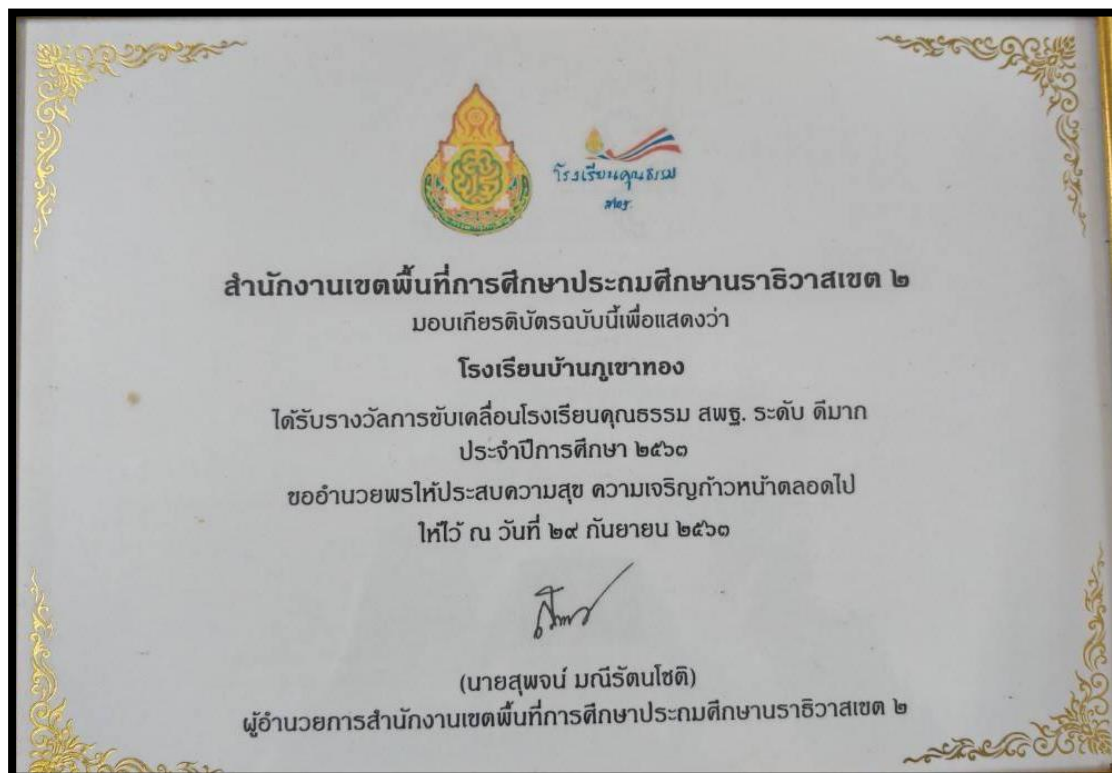 โรงเรียนคุณธรรม
สพฐ.
สำนักงานเขตพื้นที่การศึกษาประถมศึกษานราธิวาสเขต ๒
มอบเกียรติบัตรฉบับนี้เพื่อแสดงว่า
โรงเรียนบ้านภูเขาทอง
ได้รับรางวัลการขับเคลื่อนโรงเรียนคุณธรรม สพฐ. ระดับ ดีมาก
ประจำปีการศึกษา ๒๕๖๓
ขออำนวยพรให้ประสบความสุข ความเจริญก้าวหน้าตลอดไป
ให้ไว้ ณ วันที่ ๒๙ กันยายน ๒๕๖๓
(นายสุพจน์ มณีรัตนโชติ)
ผู้อำนวยการสำนักงานเขตพื้นที่การศึกษาประถมศึกษานราธิวาสเขต ๒